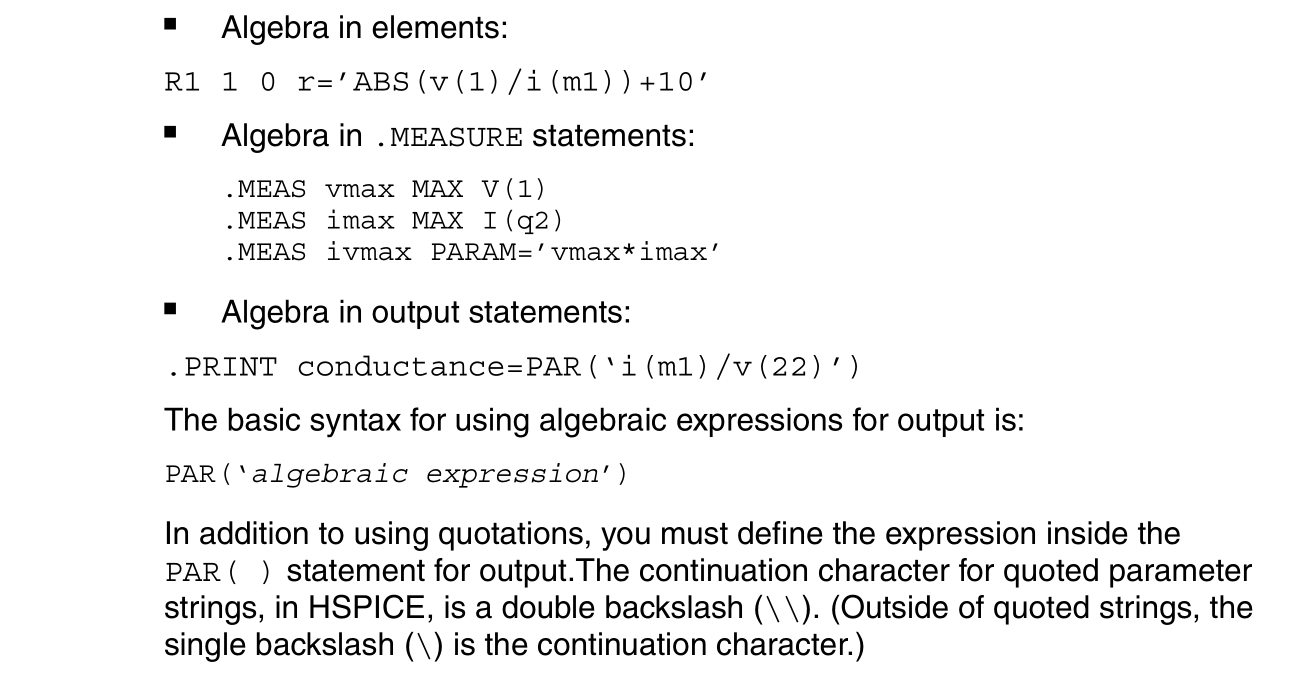 ■ Algebra in elements:
R1 1 0 r=’ABS(v(1)/i(m1))+10’
■ Algebra in .MEASURE statements:
.MEAS vmax MAX V(1)
.MEAS imax MAX I(q2)
.MEAS ivmax PARAM=’vmax*imax’
■ Algebra in output statements:
.PRINT conductance=PAR(‘i(m1)/v(22)’)
The basic syntax for using algebraic expressions for output is:
PAR(‘algebraic expression’)
In addition to using quotations, you must define the expression inside the
PAR( ) statement for output.The continuation character for quoted parameter
strings, in HSPICE, is a double backslash (\\). (Outside of quoted strings, the
single backslash (\) is the continuation character.)